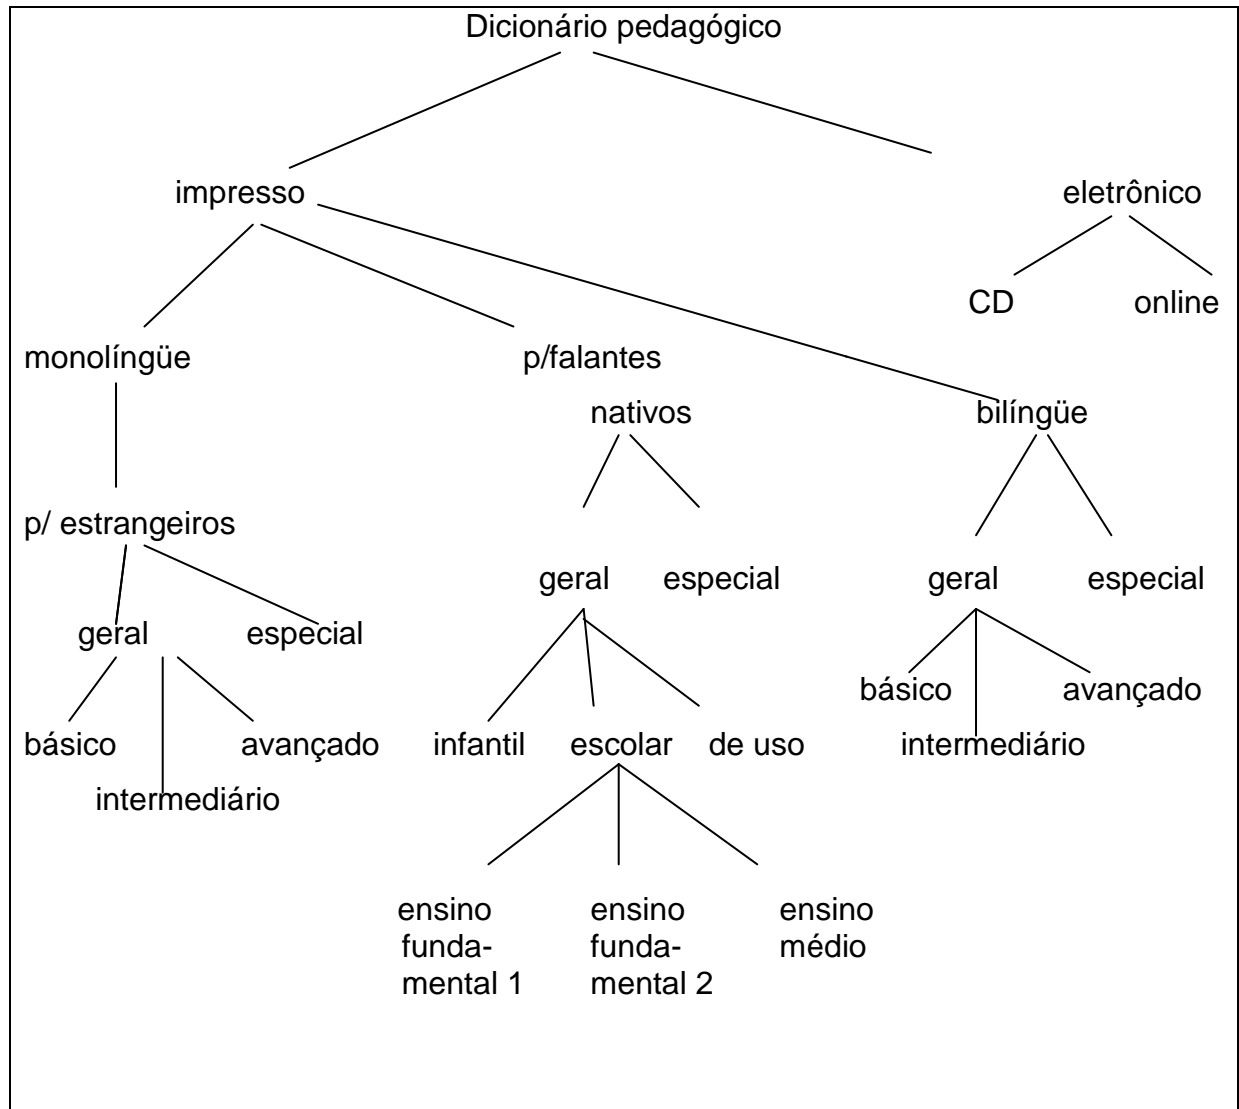 Dicionário pedagógico
impresso
eletrônico
CD
online
monolíngüe
p/falantes
nativos
bilíngüe
p/ estrangeiros
geral
especial
geral
especial
geral
especial
básico
avançado
básico
avançado
infantil
escolar
de uso
intermediário
intermediário
ensino
funda-
mental 1
ensino
funda-
mental 2
ensino
médio